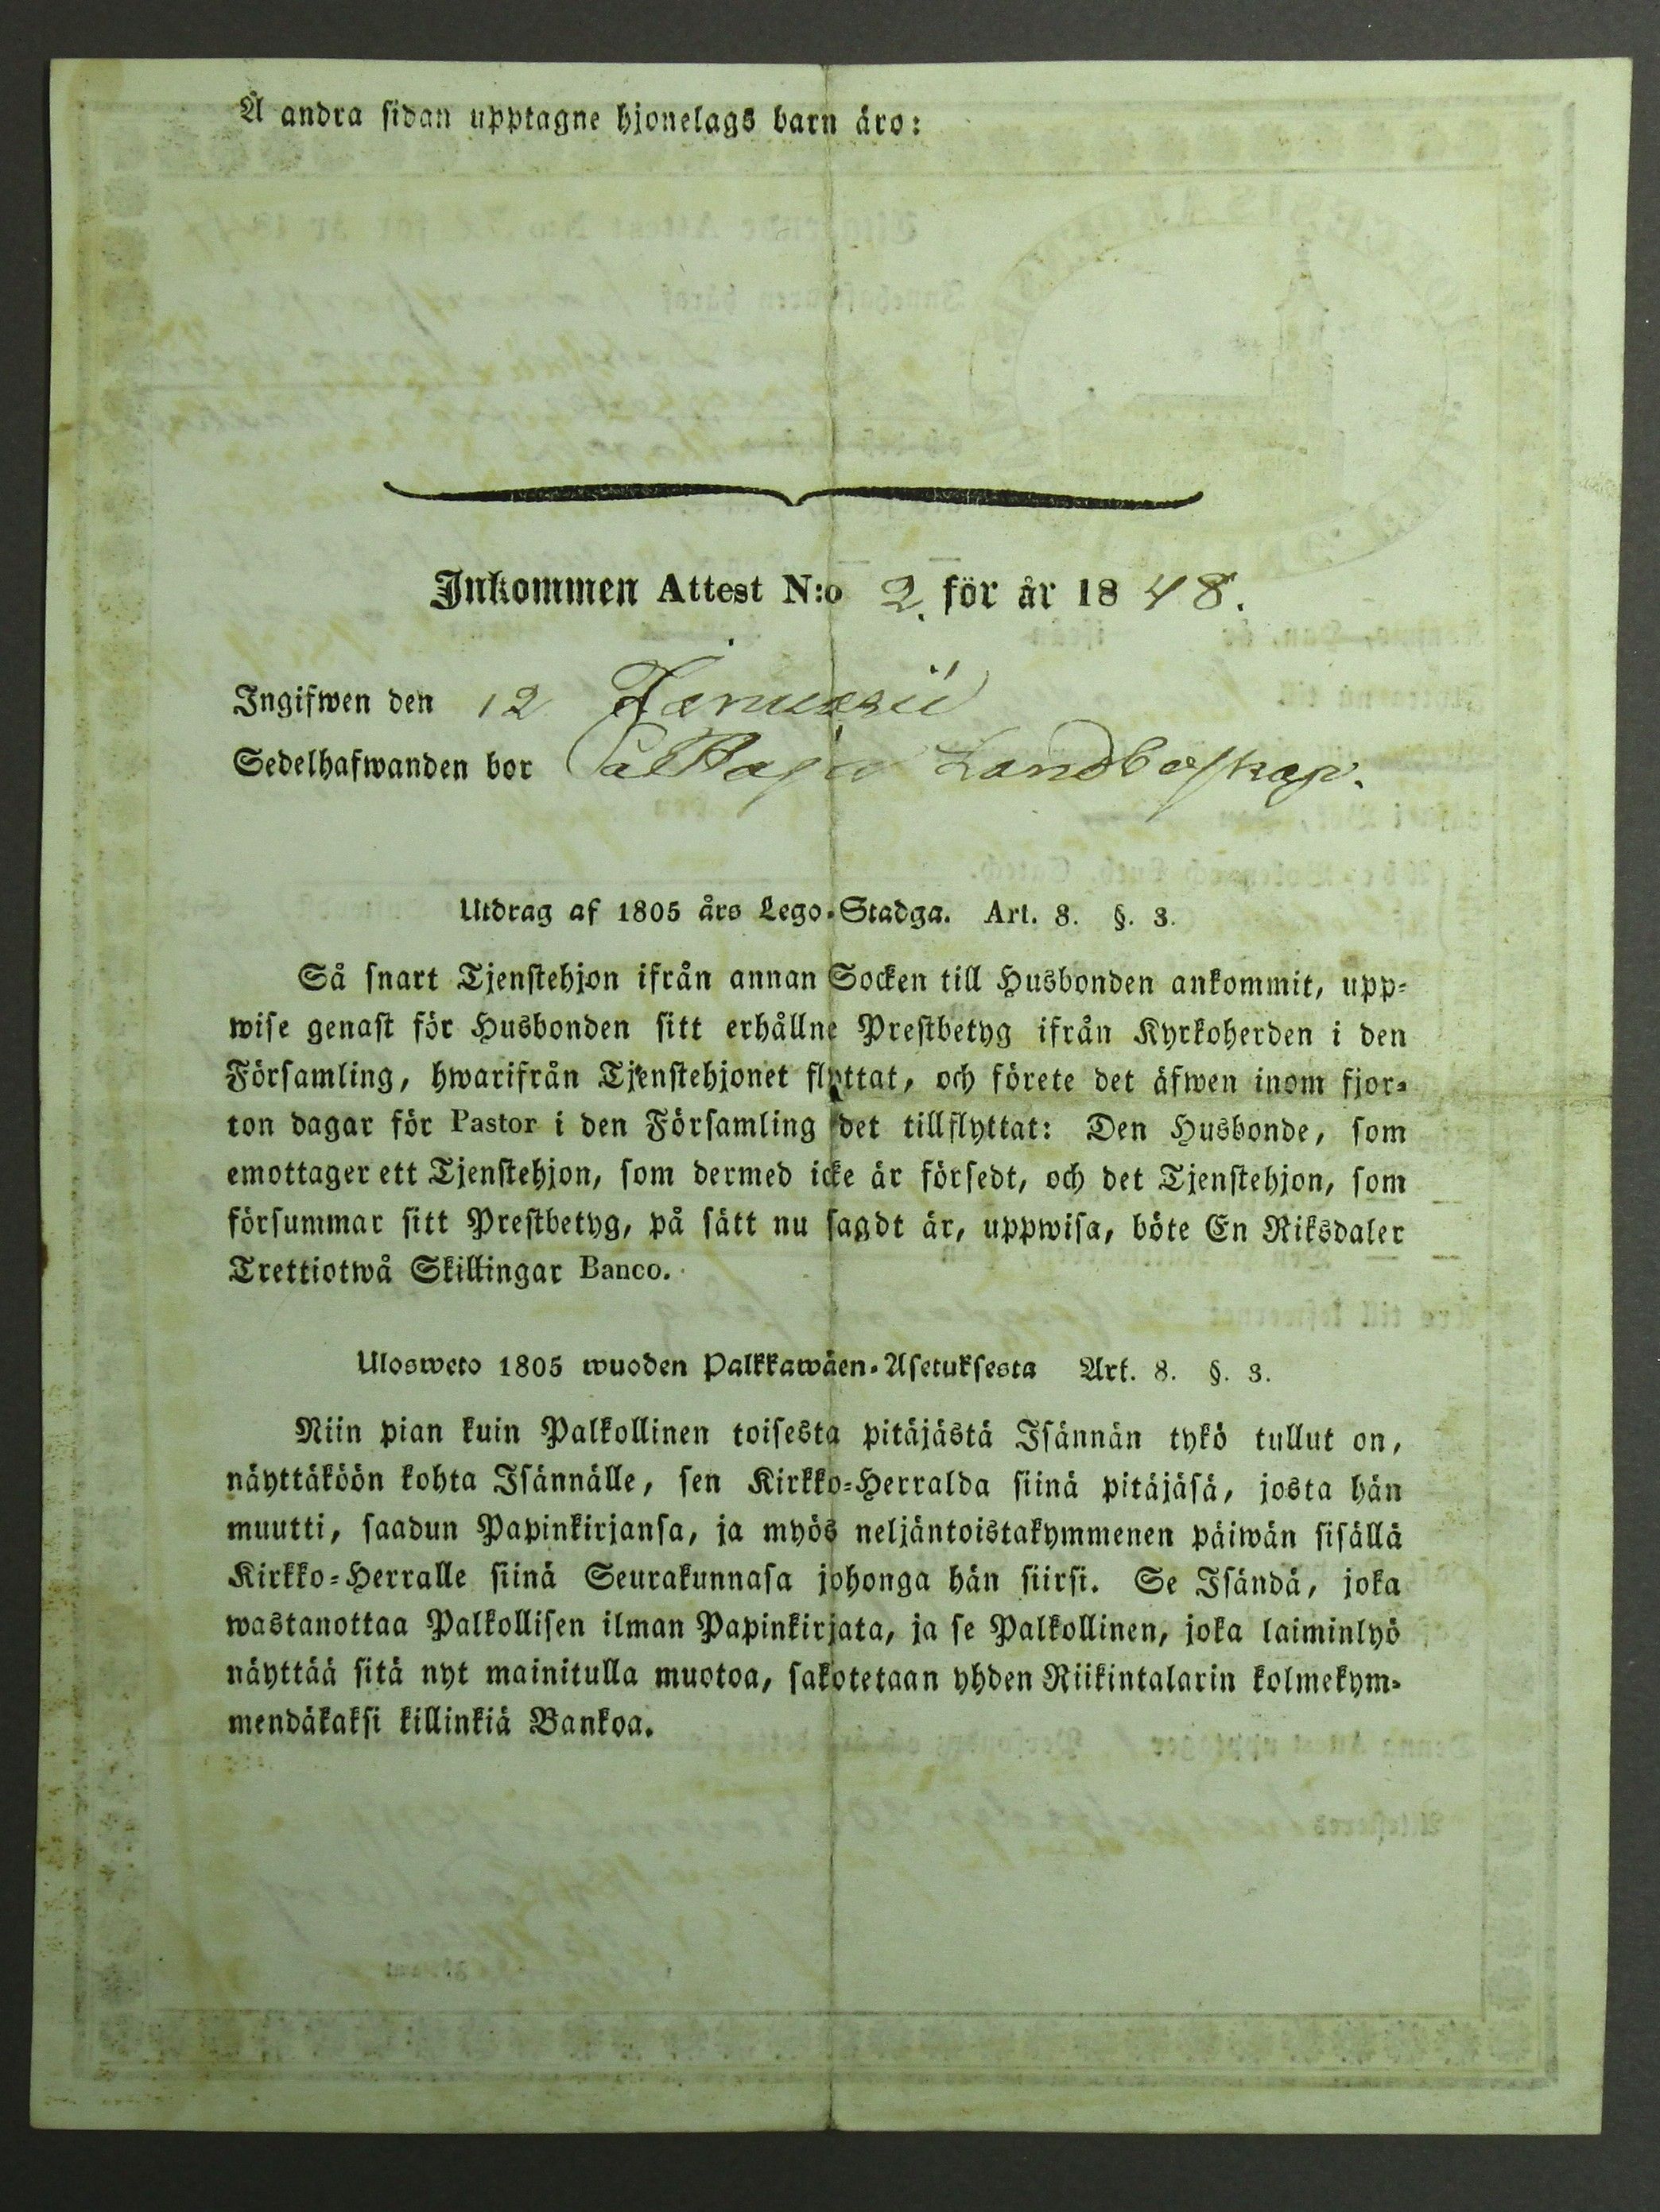 Å andra sidan upptagne hjonelags barn äro:
Inkommen Attest N:o 2. för år 1848.
Ingifwen den 12 Januarii
Sedelhafwanden bor på Landboskap.
Utdrag af 1805 års Lego-Stadga. Art. 8. §. 3.
Så snart Tjenstehjon ifrån annan Socken till Husbonden ankommit, upp-
wise genast för Husbonden sitt erhållne Prestbetyg ifrån Kyrkoherden i den
Församling, hwarifrån Tjenstehjonet flyttat, och förete det äfwen inom fjor-
ton dagar för Pastor i den Församling det tillflyttat: Den Husbonde, som
emottager ett Tjenstehjon, som dermed icke är försedt, och det Tjenstehjon, som
försummar sitt Prestbetyg, på sätt nu sagdt är, uppwisa, böte En Riksdaler
Trettiotwå Skillingar Banco.
Ulosweto 1805 wuoden Palkkawäen-Asetuksesta Art. 8. §. 3.
Niin pian kuin Palkollinen toisesta pitäjästä Isännän tykö tullut on,
näyttäköön kohta Isännälle, sen Kirkko-Herralda siinä pitäjäsä, josta hän
muutti, saadun Papinkirjansa, ja myös neljäntoistakymmenen päiwän sisällä
Kirkko-Herralle siinä Seurakunnasa johonga hän siirsi. Se Isändä, joka
wastanottaa Palkollisen ilman Papinkirjata, ja se Palkollinen, joka laiminlyö
näyttää sitä nyt mainitulla muotoa, sakotetaan yhden Riikintalarin kolmekym-
mendäkaksi killinkiä Bankoa.